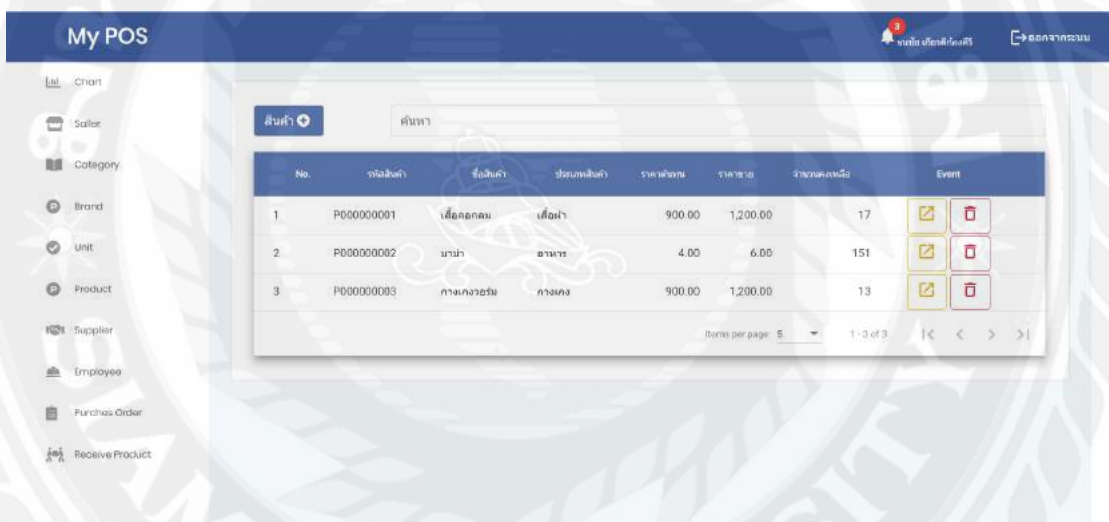 My POS
3
ออกจากระบบ
Chart
Saller
Category
Brand
Unit
Product
Supplier
Employee
Purches Order
Receive Product
สินค้า
ค้นหา
No. รหัสสินค้า ชื่อสินค้า ประเภทสินค้า ราคาต้นทุน ราคาขาย จำนวนคงเหลือ Event
1 P000000001 เสื้อคอกลม เสื้อผ้า 900.00 1,200.00 17
2 P000000002 มาม่า อาหาร 4.00 6.00 151
3 P000000003 กางเกงวอร์ม กางเกง 900.00 1,200.00 13
Items per page: 5 1 - 3 of 3